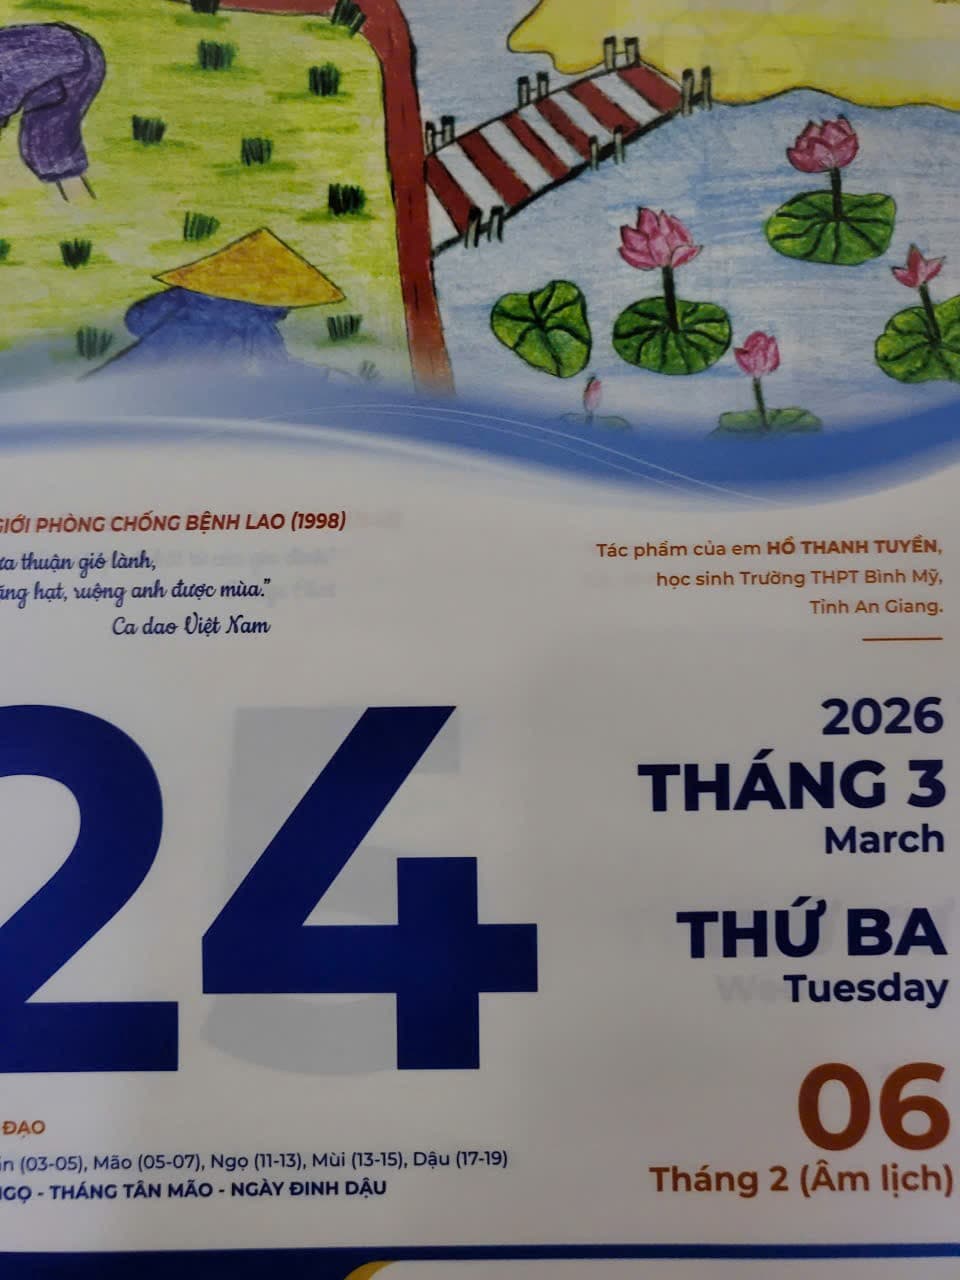 GIỚI PHÒNG CHỐNG BỆNH LAO (1998)
thuận gió lành,
hạt, ruộng anh được mùa."
Ca dao Việt Nam
Tác phẩm của em HỒ THANH TUYỀN,
học sinh Trường THPT Bình Mỹ,
Tỉnh An Giang.
24
2026
THÁNG 3
March
THỨ BA
Tuesday
06
Tháng 2 (Âm lịch)
ĐẠO
(03-05), Mão (05-07), Ngọ (11-13), Mùi (13-15), Dậu (17-19)
NGỌ - THÁNG TÂN MÃO - NGÀY ĐINH DẬU